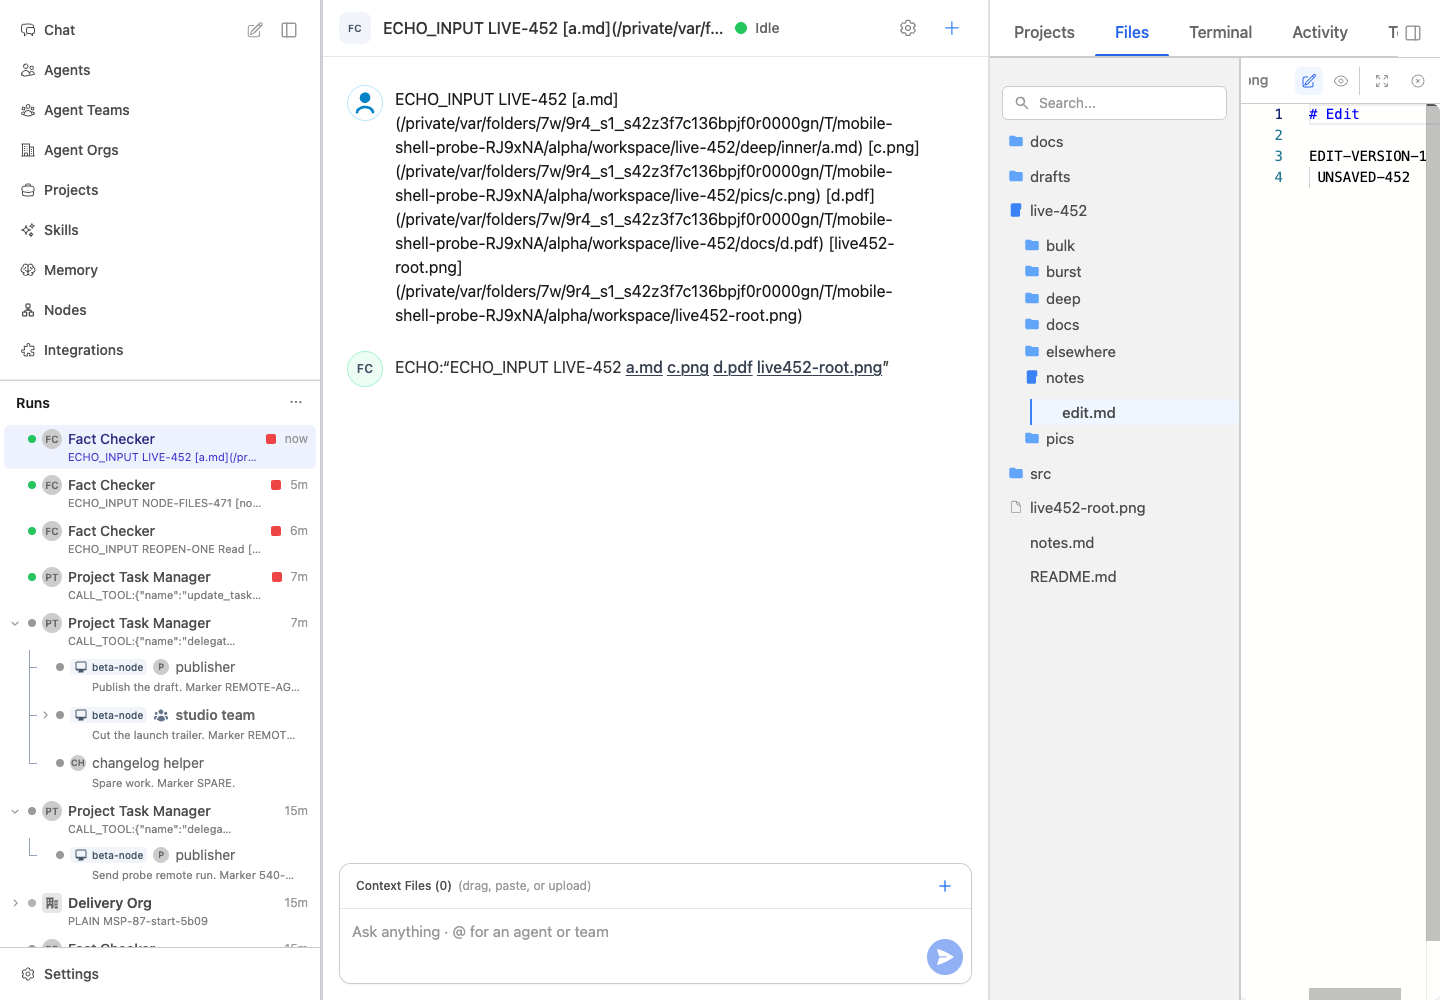 Chat
Agents
Agent Teams
Agent Orgs
Projects
Skills
Memory
Nodes
Integrations
Runs
FC Fact Checker now
ECHO_INPUT LIVE-452 [a.md](/pr...
FC Fact Checker 5m
ECHO_INPUT NODE-FILES-471 [no...
FC Fact Checker 6m
ECHO_INPUT REOPEN-ONE Read [...
PT Project Task Manager 7m
CALL_TOOL:{"name":"update_task...
PT Project Task Manager 7m
CALL_TOOL:{"name":"delegat...
beta-node P publisher
Publish the draft. Marker REMOTE-AG...
beta-node studio team
Cut the launch trailer. Marker REMOT...
CH changelog helper
Spare work. Marker SPARE.
PT Project Task Manager 15m
CALL_TOOL:{"name":"delega...
beta-node P publisher
Send probe remote run. Marker 540-...
Delivery Org 15m
PLAIN MSP-87-start-5b09
FC Fact Checker 15m
Settings
FC ECHO_INPUT LIVE-452 [a.md](/private/var/f... Idle
ECHO_INPUT LIVE-452 [a.md]
(/private/var/folders/7w/9r4_s1_s42z3f7c136bpjf0r0000gn/T/mobile-
shell-probe-RJ9xNA/alpha/workspace/live-452/deep/inner/a.md) [c.png]
(/private/var/folders/7w/9r4_s1_s42z3f7c136bpjf0r0000gn/T/mobile-
shell-probe-RJ9xNA/alpha/workspace/live-452/pics/c.png) [d.pdf]
(/private/var/folders/7w/9r4_s1_s42z3f7c136bpjf0r0000gn/T/mobile-
shell-probe-RJ9xNA/alpha/workspace/live-452/docs/d.pdf) [live452-
root.png]
(/private/var/folders/7w/9r4_s1_s42z3f7c136bpjf0r0000gn/T/mobile-
shell-probe-RJ9xNA/alpha/workspace/live452-root.png)
FC ECHO:“ECHO_INPUT LIVE-452 a.md c.png d.pdf live452-root.png”
Context Files (0) (drag, paste, or upload)
Ask anything · @ for an agent or team
Projects Files Terminal Activity
Search...
docs
drafts
live-452
bulk
burst
deep
docs
elsewhere
notes
edit.md
pics
src
live452-root.png
notes.md
README.md
png
1 # Edit
2
3 EDIT-VERSION-1
4 UNSAVED-452